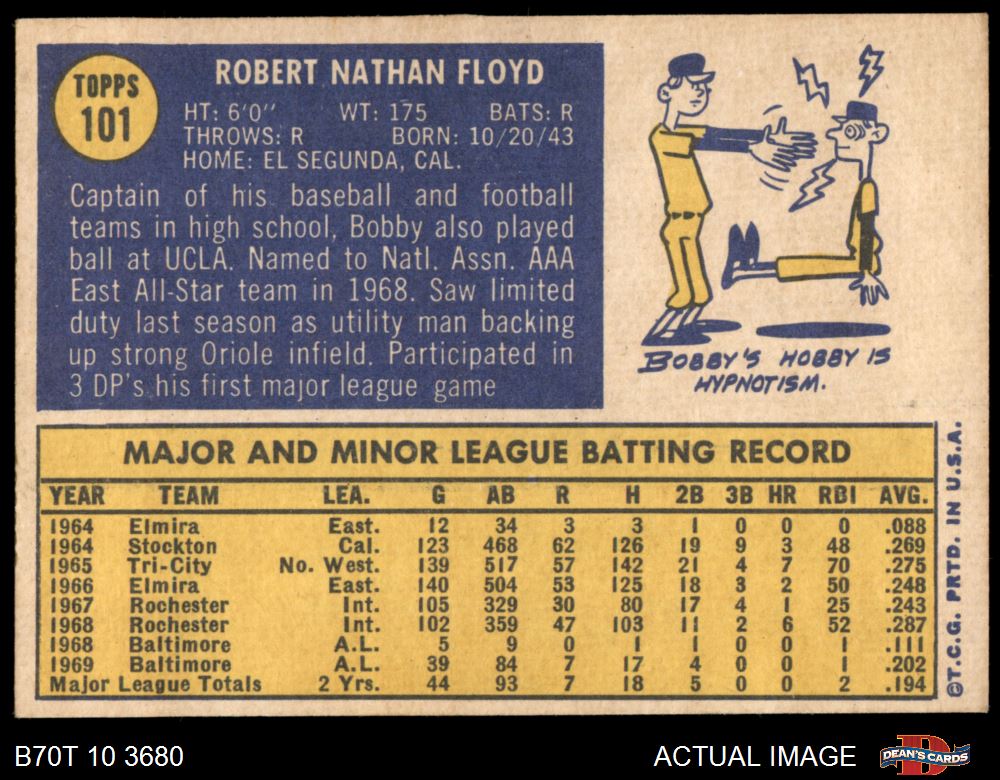 TOPPS
101
ROBERT NATHAN FLOYD
HT: 6'0" WT: 175 BATS: R
THROWS: R BORN: 10/20/43
HOME: EL SEGUNDA, CAL.
Captain of his baseball and football
teams in high school, Bobby also played
ball at UCLA. Named to Natl. Assn. AAA
East All-Star team in 1968. Saw limited
duty last season as utility man backing
up strong Oriole infield. Participated in
3 DP's his first major league game
BOBBY'S HOBBY IS
HYPNOTISM.
MAJOR AND MINOR LEAGUE BATTING RECORD
YEAR TEAM LEA. G AB R H 2B 3B HR RBI AVG.
1964 Elmira East. 12 34 3 3 1 0 0 0 .088
1964 Stockton Cal. 123 468 62 126 19 9 3 48 .269
1965 Tri-City No. West. 139 517 57 142 21 4 7 70 .275
1966 Elmira East. 140 504 53 125 18 3 2 50 .248
1967 Rochester Int. 105 329 30 80 17 4 1 25 .243
1968 Rochester Int. 102 359 47 103 11 2 6 52 .287
1968 Baltimore A.L. 5 9 0 1 1 0 0 1 .111
1969 Baltimore A.L. 39 84 7 17 4 0 0 1 .202
Major League Totals 2 Yrs. 44 93 7 18 5 0 0 2 .194
©T.C.G. PRTD. IN U.S.A.
B70T 10 3680
ACTUAL IMAGE
DEAN'S CARDS